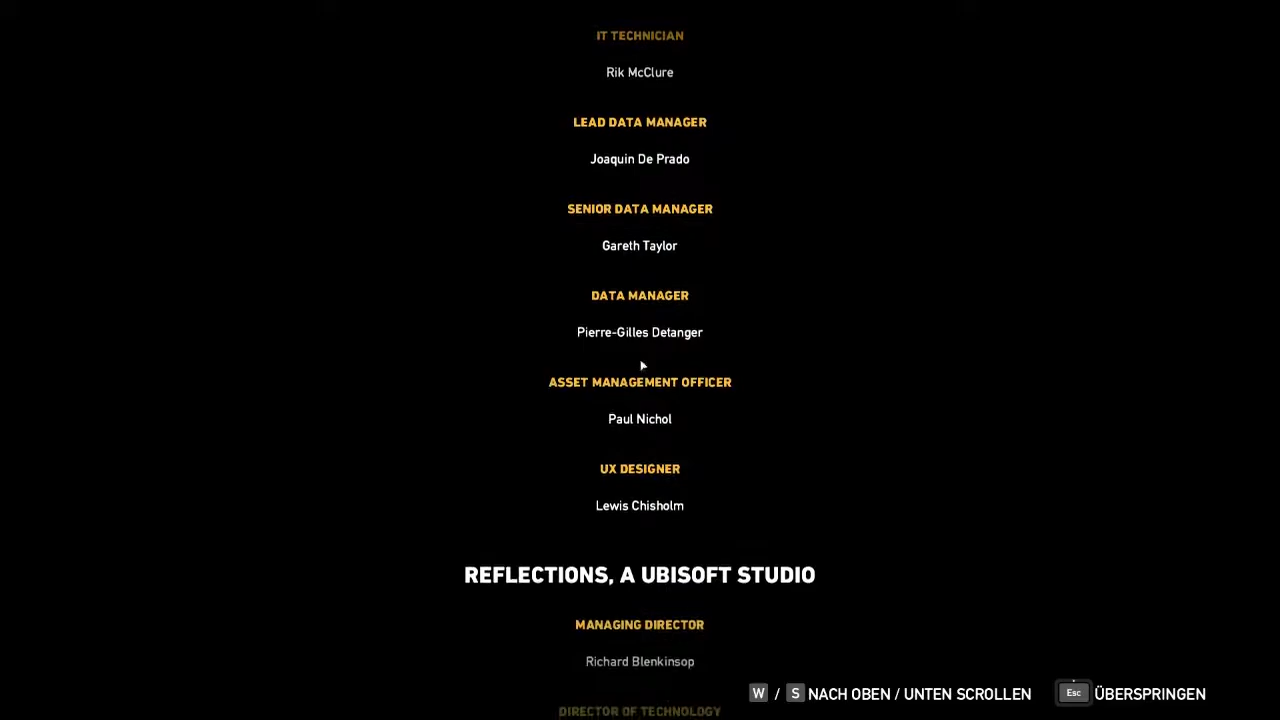 IT TECHNICIAN
Rik McClure
LEAD DATA MANAGER
Joaquin De Prado
SENIOR DATA MANAGER
Gareth Taylor
DATA MANAGER
Pierre-Gilles Detanger
ASSET MANAGEMENT OFFICER
Paul Nichol
UX DESIGNER
Lewis Chisholm
REFLECTIONS, A UBISOFT STUDIO
MANAGING DIRECTOR
Richard Blenkinsop
W / S NACH OBEN / UNTEN SCROLLEN Esc ÜBERSPRINGEN
DIRECTOR OF TECHNOLOGY